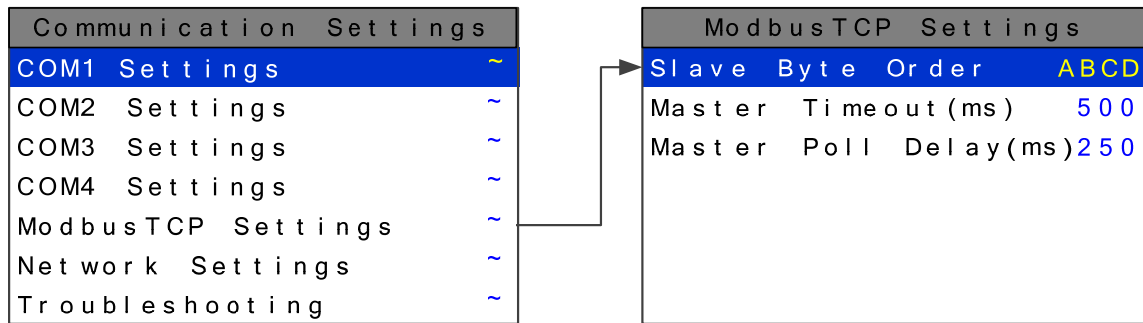 Communication Settings
COM1 Settings ~
COM2 Settings ~
COM3 Settings ~
COM4 Settings ~
ModbusTCP Settings ~
Network Settings ~
Troubleshooting ~
ModbusTCP Settings
Slave Byte Order ABCD
Master Timeout(ms) 500
Master Poll Delay(ms) 250